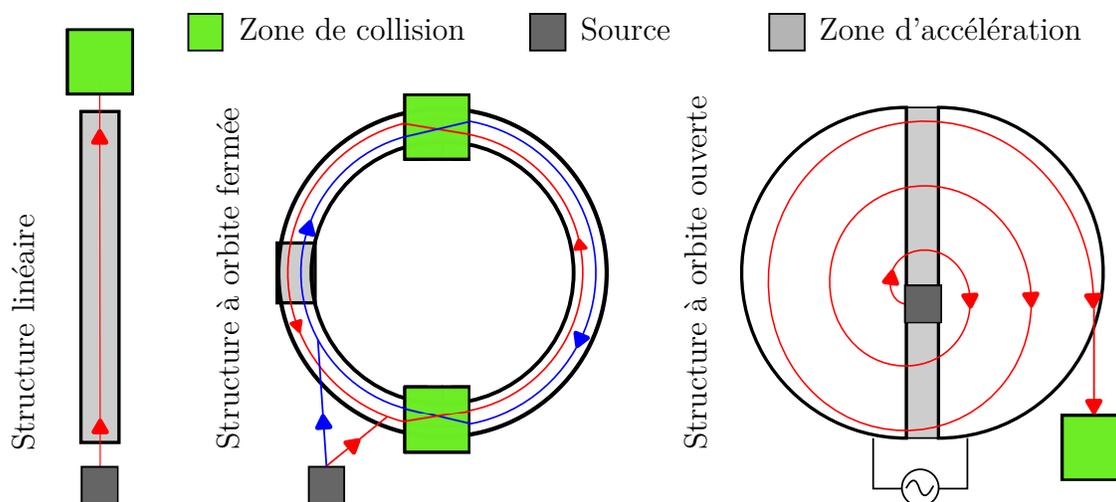 Zone de collision
Source
Zone d'accélération
Structure linéaire
Structure à orbite fermée
Structure à orbite ouverte